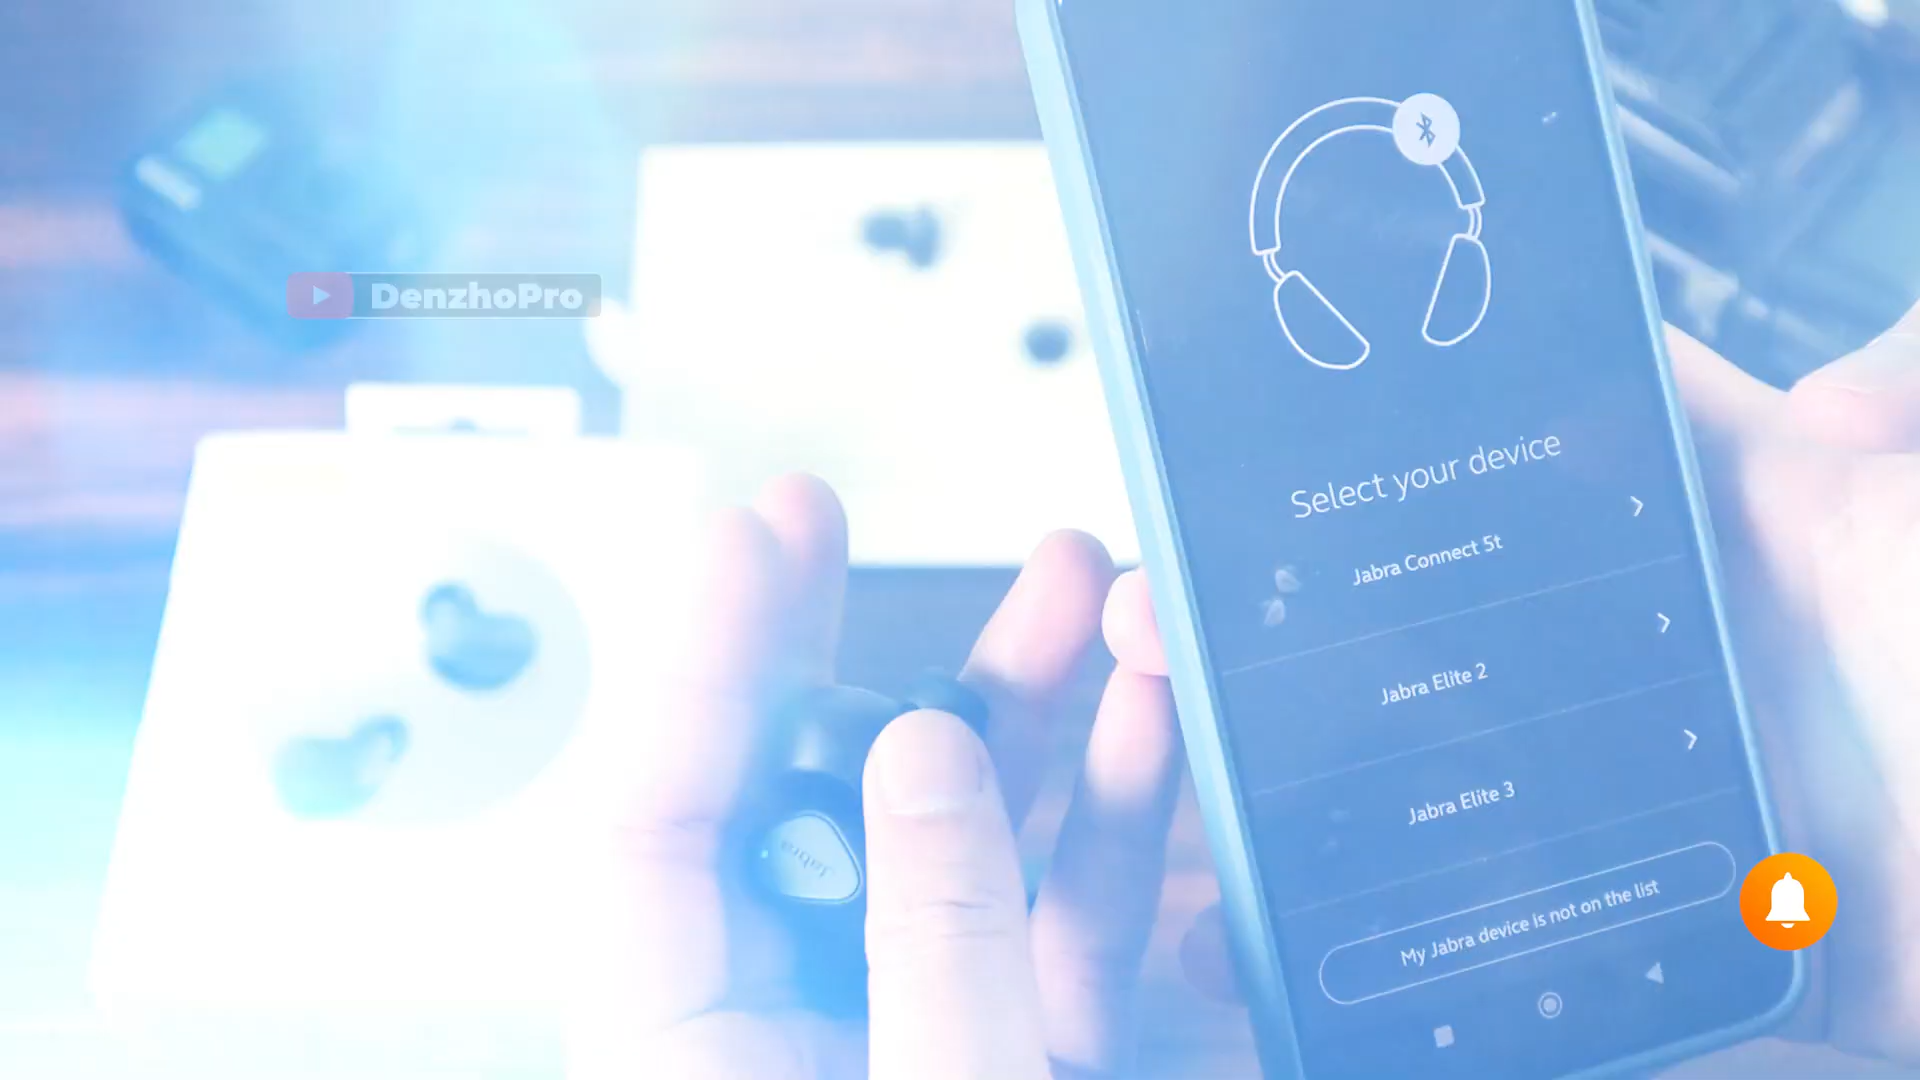 DenzhoPro
Select your device
Jabra Connect 5t
Jabra Elite 2
Jabra Elite 3
My Jabra device is not on the list
Jabra